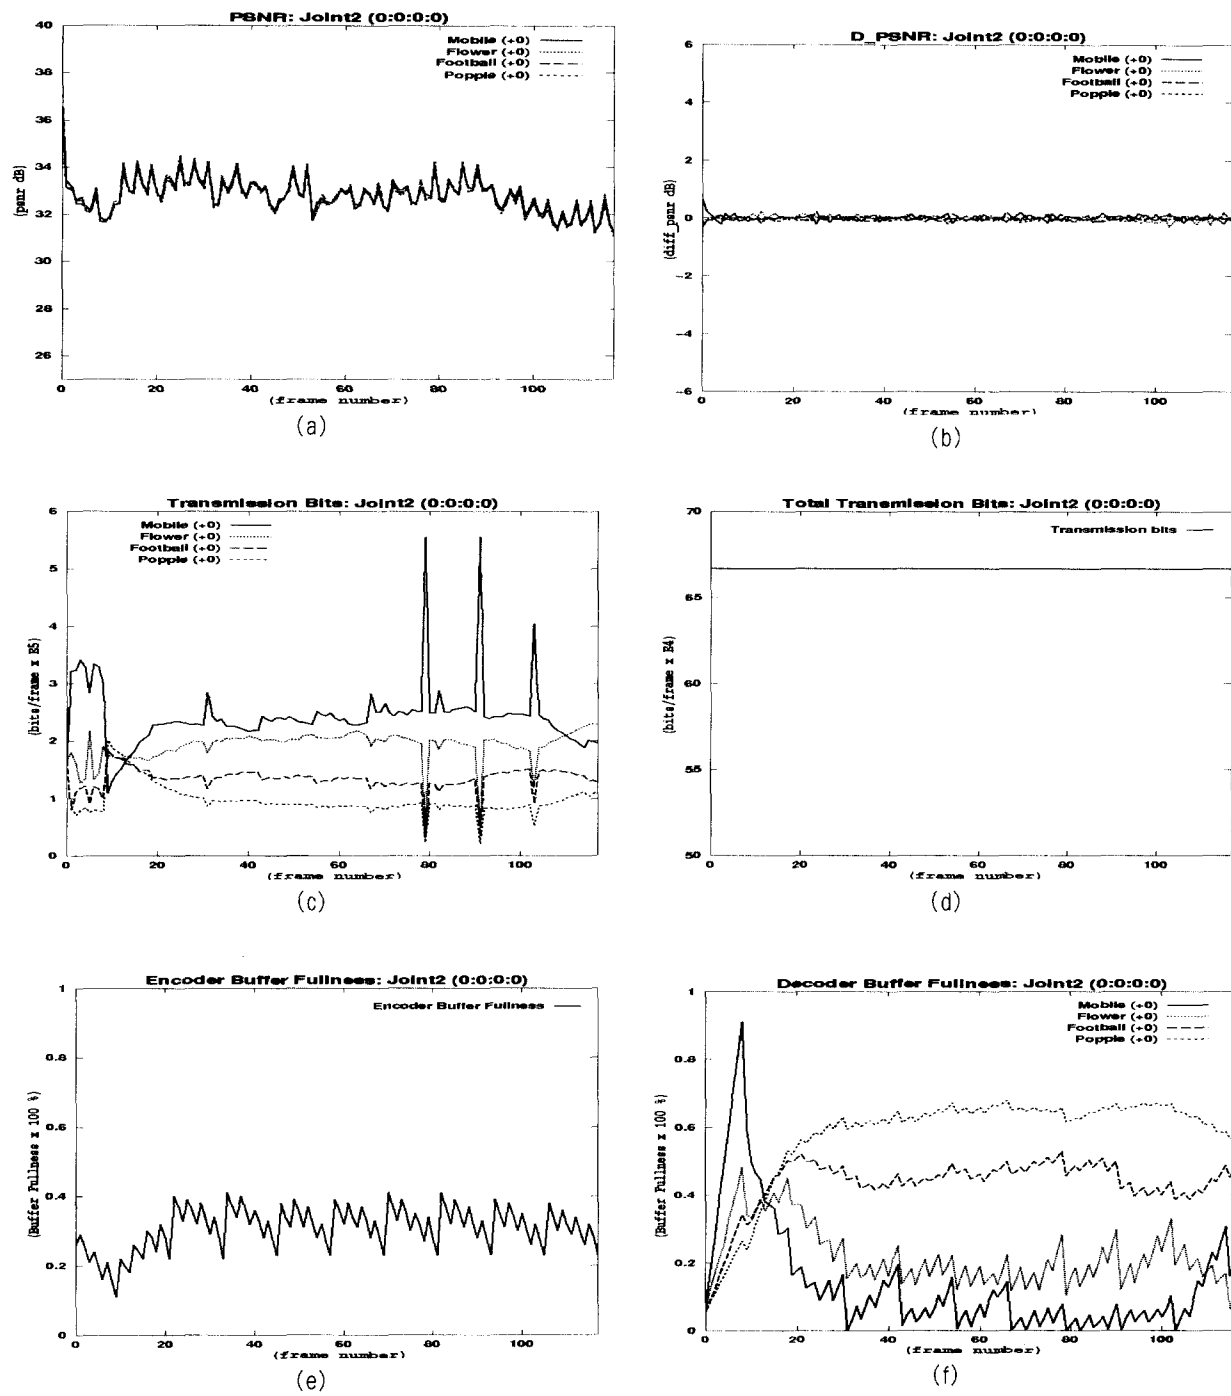 PSNR: Joint2 (0:0:0:0)
40
38
36
34
32
30
28
26
(psnr dB)
Mobile (+0)
Flower (+0)
Football (+0)
Popple (+0)
0 20 40 60 80 100
(frame number)
(a)
D_PSNR: Joint2 (0:0:0:0)
6
4
2
0
-2
-4
-6
(diff_psnr dB)
Mobile (+0)
Flower (+0)
Football (+0)
Popple (+0)
0 20 40 60 80 100
(frame number)
(b)
Transmission Bits: Joint2 (0:0:0:0)
6
5
4
3
2
1
0
(bits/frame x E5)
Mobile (+0)
Flower (+0)
Football (+0)
Popple (+0)
0 20 40 60 80 100
(frame number)
(c)
Total Transmission Bits: Joint2 (0:0:0:0)
70
65
60
55
50
(bits/frame x E4)
Transmission bits
0 20 40 60 80 100
(frame number)
(d)
Encoder Buffer Fullness: Joint2 (0:0:0:0)
1
0.8
0.6
0.4
0.2
0
(Buffer Fullness x 100 %)
Encoder Buffer Fullness
0 20 40 60 80 100
(frame number)
(e)
Decoder Buffer Fullness: Joint2 (0:0:0:0)
1
0.8
0.6
0.4
0.2
0
(Buffer Fullness x 100 %)
Mobile (+0)
Flower (+0)
Football (+0)
Popple (+0)
0 20 40 60 80 100
(frame number)
(f)